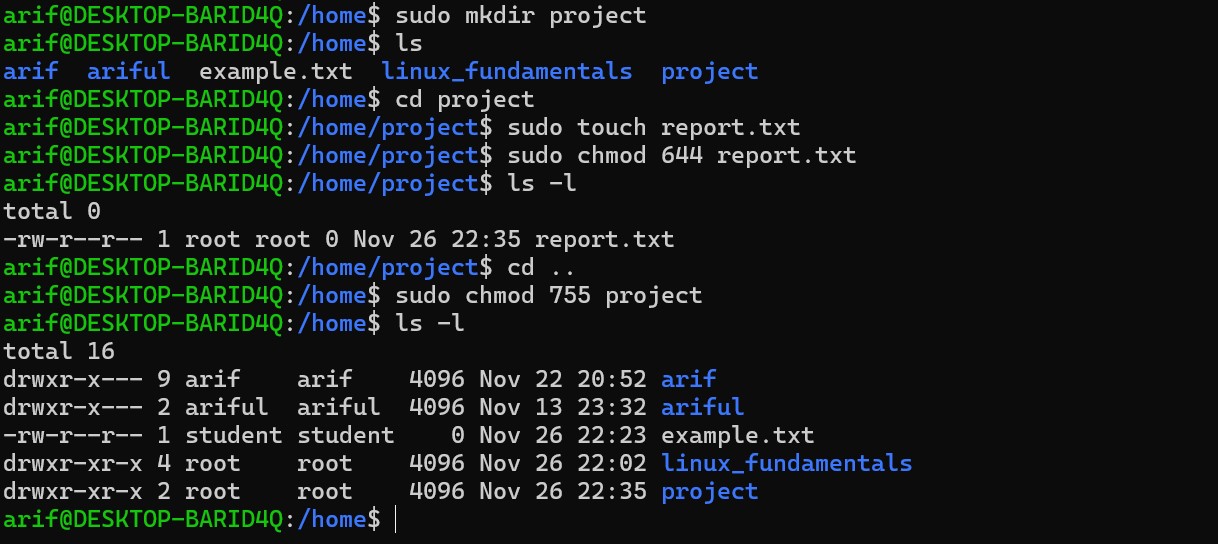 arif@DESKTOP-BARID4Q:/home$ sudo mkdir project
arif@DESKTOP-BARID4Q:/home$ ls
arif  ariful  example.txt  linux_fundamentals  project
arif@DESKTOP-BARID4Q:/home$ cd project
arif@DESKTOP-BARID4Q:/home/project$ sudo touch report.txt
arif@DESKTOP-BARID4Q:/home/project$ sudo chmod 644 report.txt
arif@DESKTOP-BARID4Q:/home/project$ ls -l
total 0
-rw-r--r-- 1 root root 0 Nov 26 22:35 report.txt
arif@DESKTOP-BARID4Q:/home/project$ cd ..
arif@DESKTOP-BARID4Q:/home$ sudo chmod 755 project
arif@DESKTOP-BARID4Q:/home$ ls -l
total 16
drwxr-x--- 9 arif    arif    4096 Nov 22 20:52 arif
drwxr-x--- 2 ariful  ariful  4096 Nov 13 23:32 ariful
-rw-r--r-- 1 student student    0 Nov 26 22:23 example.txt
drwxr-xr-x 4 root    root    4096 Nov 26 22:02 linux_fundamentals
drwxr-xr-x 2 root    root    4096 Nov 26 22:35 project
arif@DESKTOP-BARID4Q:/home$